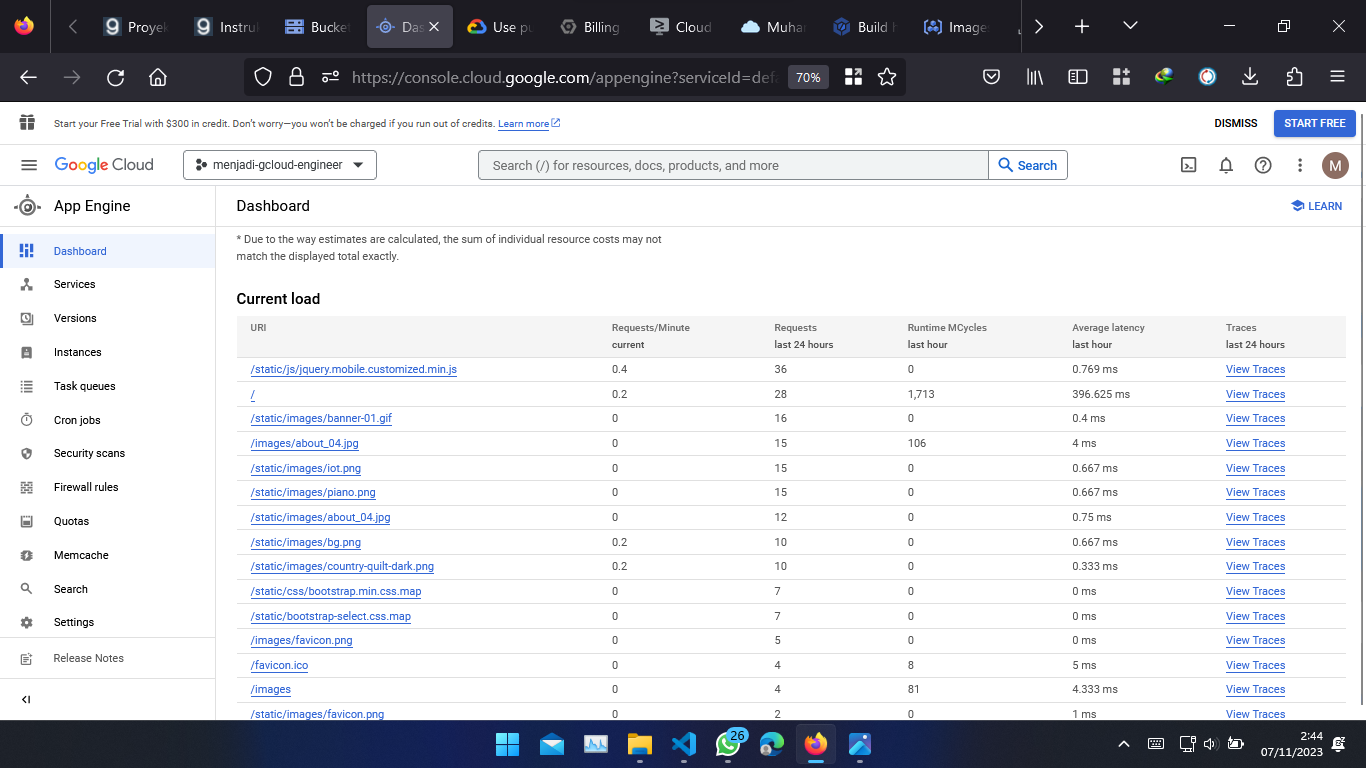 Proyek
Instruk
Bucket
Das
Use pu
Billing
Cloud
Muham
Build h
Image
https://console.cloud.google.com/appengine?serviceId=defa
70%
Start your Free Trial with $300 in credit. Don't worry—you won't be charged if you run out of credits. Learn more
DISMISS
START FREE
Google Cloud
menjadi-gcloud-engineer
Search (/) for resources, docs, products, and more
Search
M
App Engine
Dashboard
LEARN
Dashboard
Services
Versions
Instances
Task queues
Cron jobs
Security scans
Firewall rules
Quotas
Memcache
Search
Settings
Release Notes
* Due to the way estimates are calculated, the sum of individual resource costs may not
match the displayed total exactly.
Current load
URI Requests/Minute Requests Runtime MCycles Average latency Traces
current last 24 hours last hour last hour last 24 hours
/static/js/jquery.mobile.customized.min.js 0.4 36 0 0.769 ms View Traces
/ 0.2 28 1,713 396.625 ms View Traces
/static/images/banner-01.gif 0 16 0 0.4 ms View Traces
/images/about_04.jpg 0 15 106 4 ms View Traces
/static/images/iot.png 0 15 0 0.667 ms View Traces
/static/images/piano.png 0 15 0 0.667 ms View Traces
/static/images/about_04.jpg 0 12 0 0.75 ms View Traces
/static/images/bg.png 0.2 10 0 0.667 ms View Traces
/static/images/country-quilt-dark.png 0.2 10 0 0.333 ms View Traces
/static/css/bootstrap.min.css.map 0 7 0 0 ms View Traces
/static/bootstrap-select.css.map 0 7 0 0 ms View Traces
/images/favicon.png 0 5 0 0 ms View Traces
/favicon.ico 0 4 8 5 ms View Traces
/images 0 4 81 4.333 ms View Traces
/static/images/favicon.png 0 2 0 1 ms View Traces
26
2:44
07/11/2023